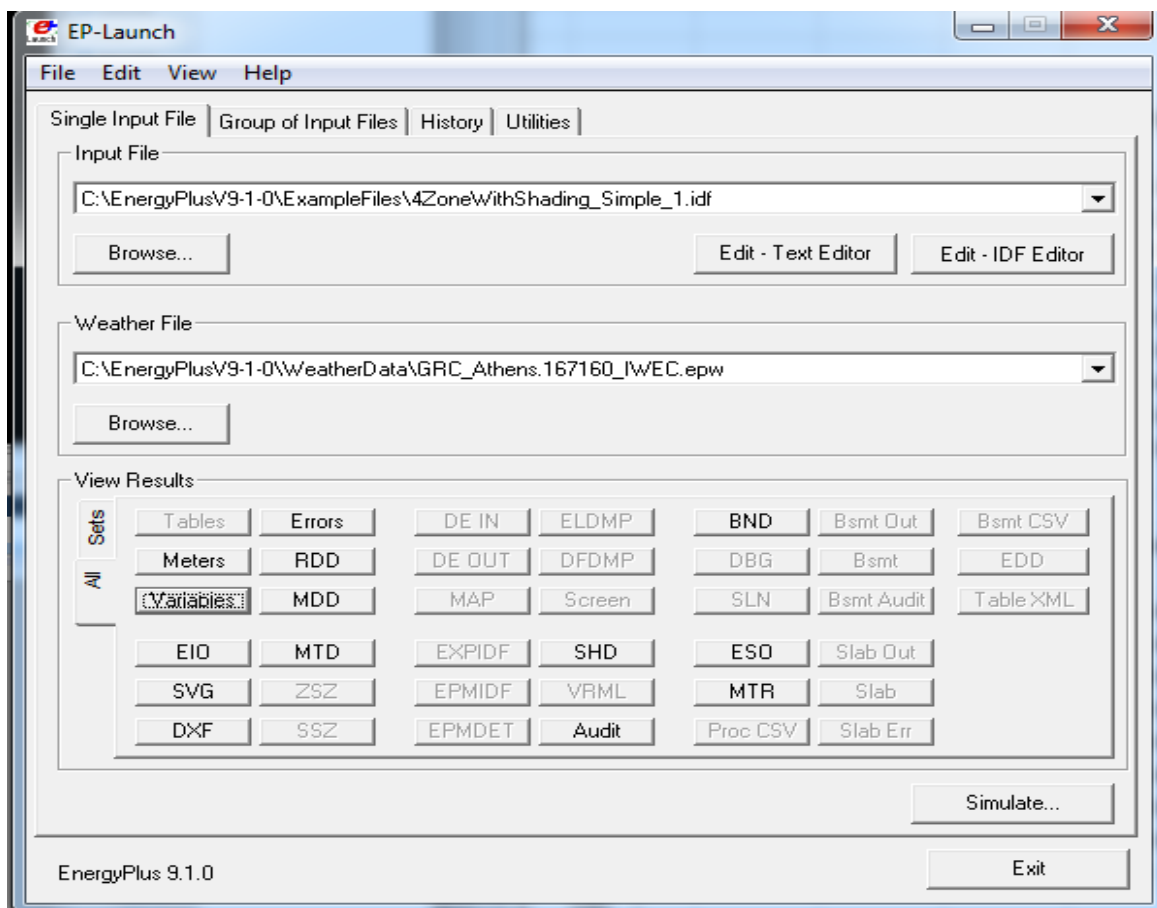 EP-Launch
File Edit View Help
Single Input File Group of Input Files History Utilities
Input File
C:\EnergyPlusV9-1-0\ExampleFiles\4ZoneWithShading_Simple_1.idf
Browse... Edit - Text Editor Edit - IDF Editor
Weather File
C:\EnergyPlusV9-1-0\WeatherData\GRC_Athens.167160_IWEC.epw
Browse...
View Results
Sets
All
Tables Errors DE IN ELDMP BND Bsmt Out Bsmt CSV
Meters RDD DE OUT DFDMP DBG Bsmt EDD
Variables MDD MAP Screen SLN Bsmt Audit Table XML
EIO MTD EXPIDF SHD ESO Slab Out
SVG ZSZ EPMIDF VRML MTR Slab
DXF SSZ EPMDET Audit Proc CSV Slab Err
Simulate...
EnergyPlus 9.1.0 Exit